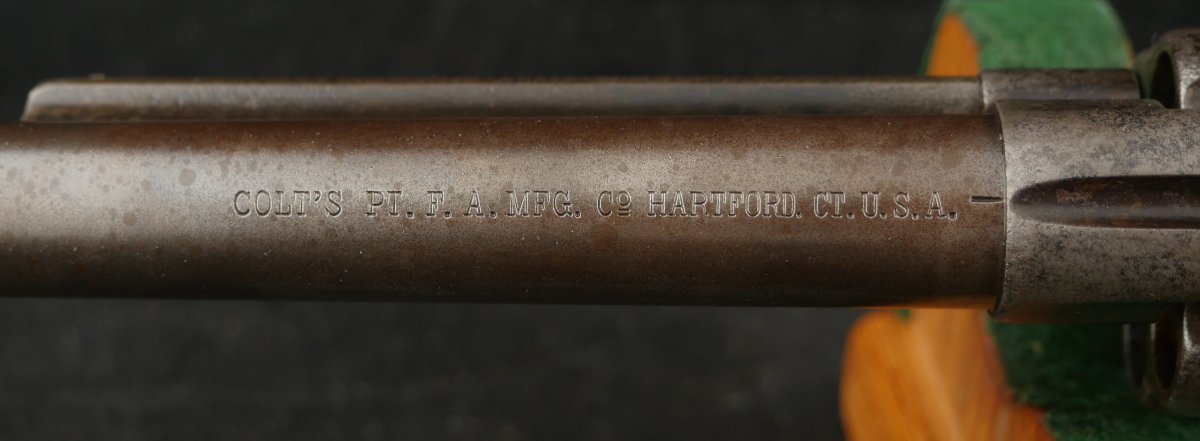 COLT'S PT. F. A. MFG. Cº HARTFORD. CT. U.S.A.